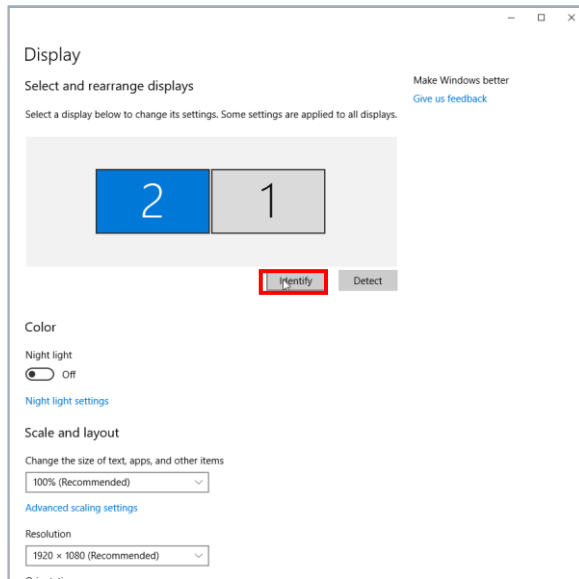 Display
Select and rearrange displays
Make Windows better
Give us feedback
Select a display below to change its settings. Some settings are applied to all displays.
2 1
Identify Detect
Color
Night light
Off
Night light settings
Scale and layout
Change the size of text, apps, and other items
100% (Recommended)
Advanced scaling settings
Resolution
1920 × 1080 (Recommended)